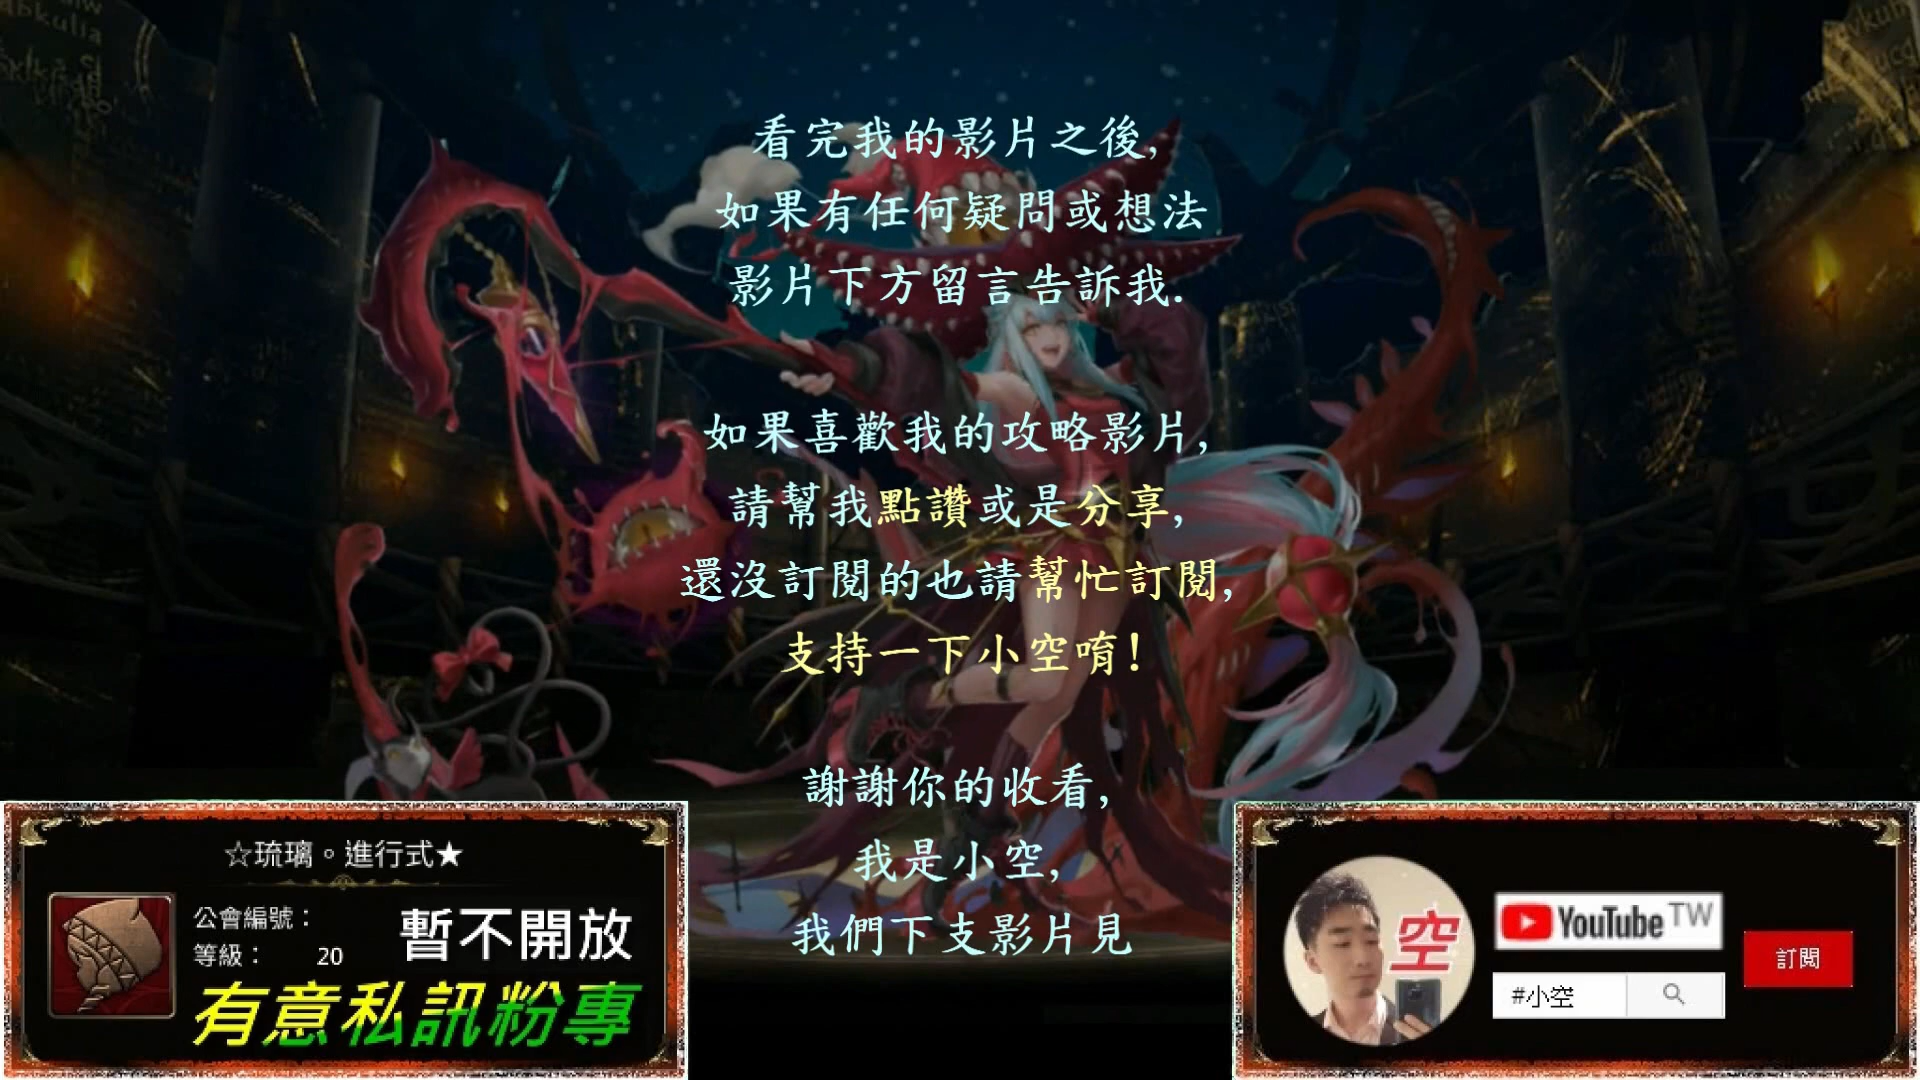 看完我的影片之後,
如果有任何疑問或想法
影片下方留言告訴我.
如果喜歡我的攻略影片,
請幫我點讚或是分享,
還沒訂閱的也請幫忙訂閱,
支持一下小空唷!
謝謝你的收看,
我是小空,
我們下支影片見
☆琉璃。進行式★
公會編號：
等級： 20
暫不開放
有意私訊粉專
空
YouTube TW
#小空
訂閱